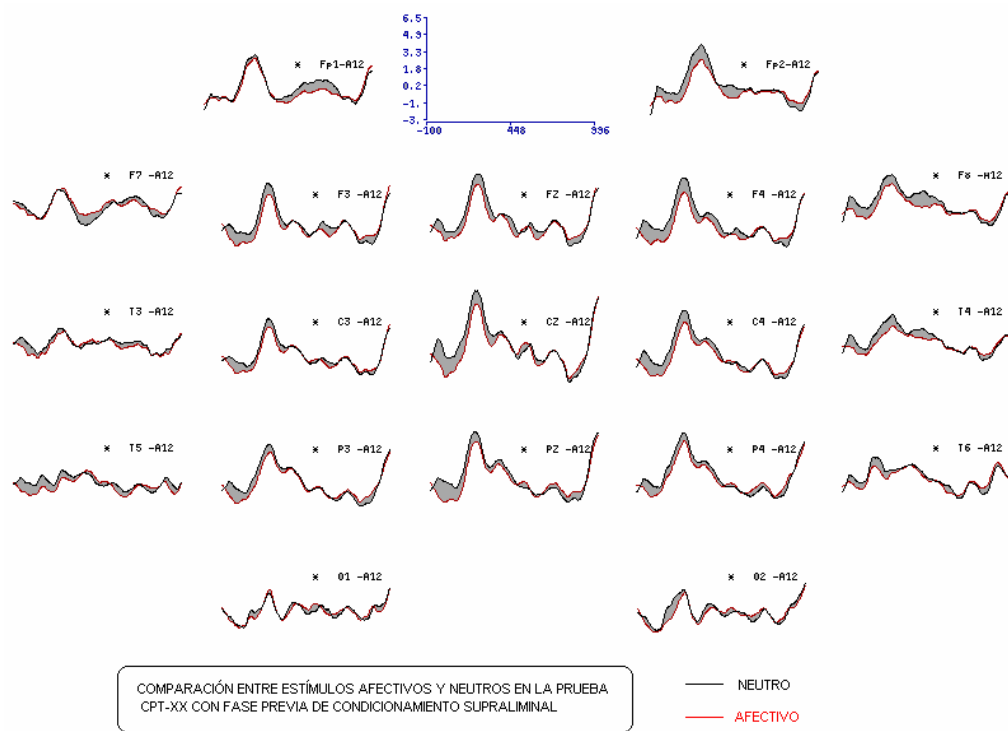 6.5
4.9
3.3
1.8
0.2
-1.
-3.
-100 448 996
* Fp1-A12
* Fp2-A12
* F7 -A12
* F3 -A12
* FZ -A12
* F4 -A12
* F8 -A12
* T3 -A12
* C3 -A12
* CZ -A12
* C4 -A12
* T4 -A12
* T5 -A12
* P3 -A12
* PZ -A12
* P4 -A12
* T6 -A12
* O1 -A12
* O2 -A12
COMPARACIÓN ENTRE ESTÍMULOS AFECTIVOS Y NEUTROS EN LA PRUEBA
CPT-XX CON FASE PREVIA DE CONDICIONAMIENTO SUPRALIMINAL
NEUTRO
AFECTIVO